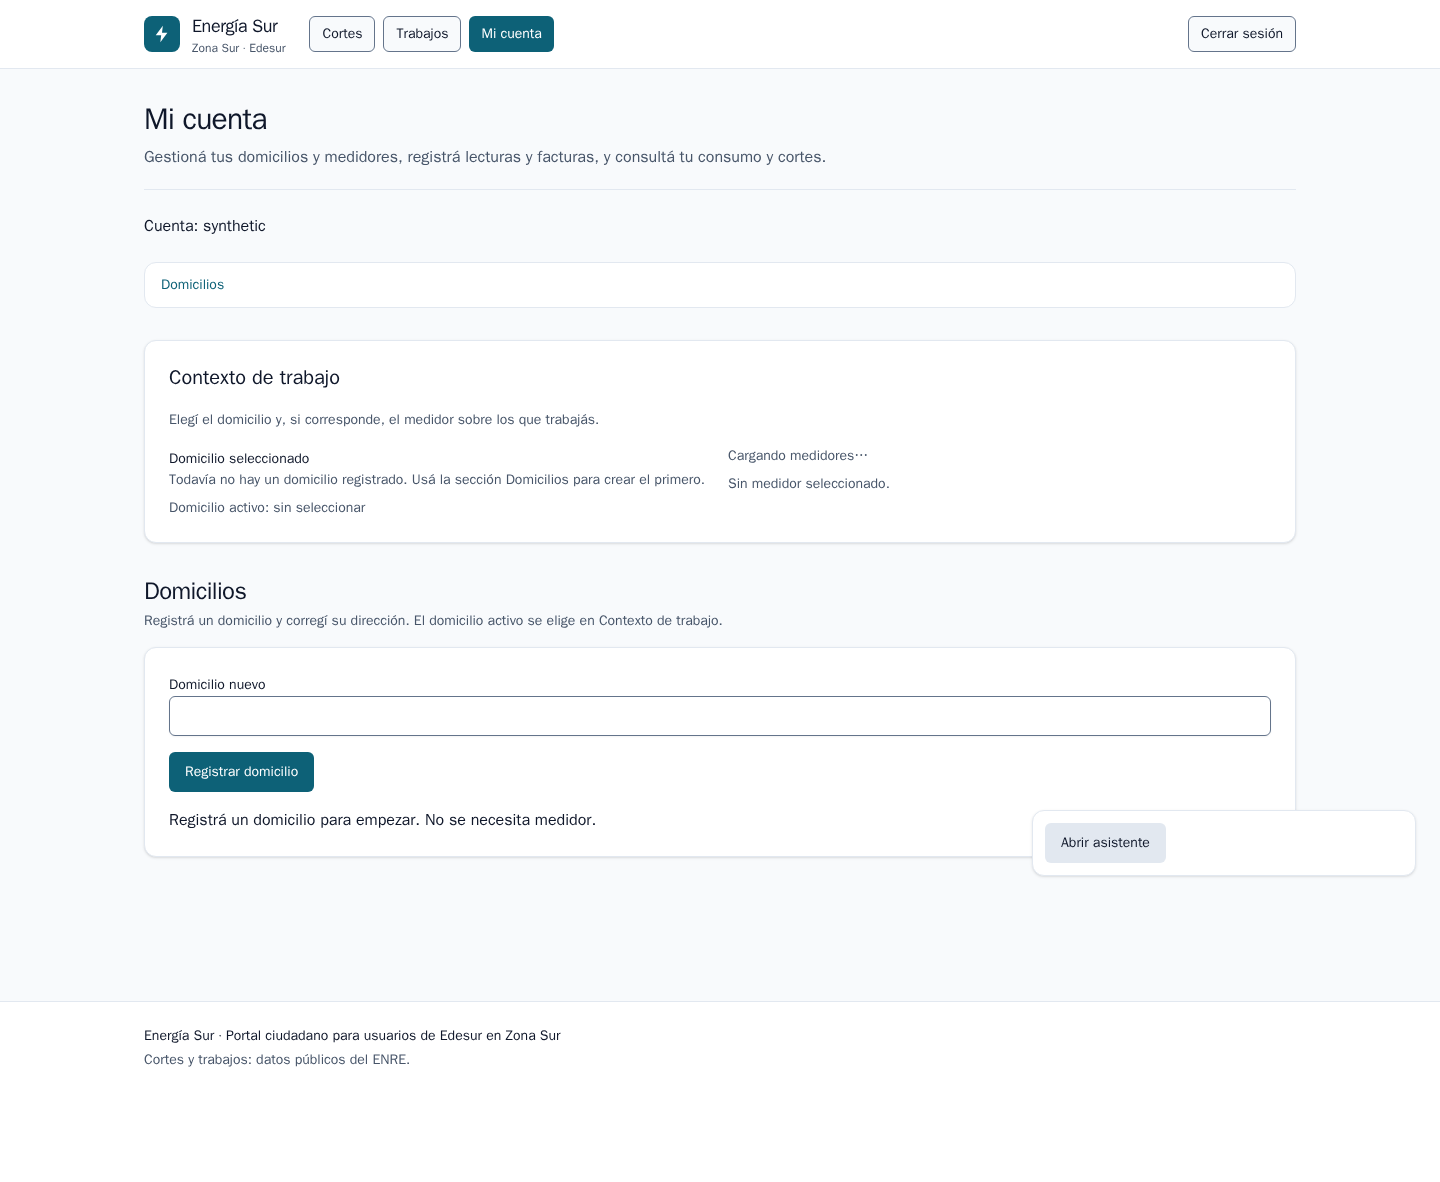 Energía Sur
Zona Sur · Edesur
Cortes
Trabajos
Mi cuenta
Cerrar sesión
Mi cuenta
Gestioná tus domicilios y medidores, registrá lecturas y facturas, y consultá tu consumo y cortes.
Cuenta: synthetic
Domicilios
Contexto de trabajo
Elegí el domicilio y, si corresponde, el medidor sobre los que trabajás.
Domicilio seleccionado
Todavía no hay un domicilio registrado. Usá la sección Domicilios para crear el primero.
Domicilio activo: sin seleccionar
Cargando medidores…
Sin medidor seleccionado.
Domicilios
Registrá un domicilio y corregí su dirección. El domicilio activo se elige en Contexto de trabajo.
Domicilio nuevo
Registrar domicilio
Registrá un domicilio para empezar. No se necesita medidor.
Abrir asistente
Energía Sur · Portal ciudadano para usuarios de Edesur en Zona Sur
Cortes y trabajos: datos públicos del ENRE.